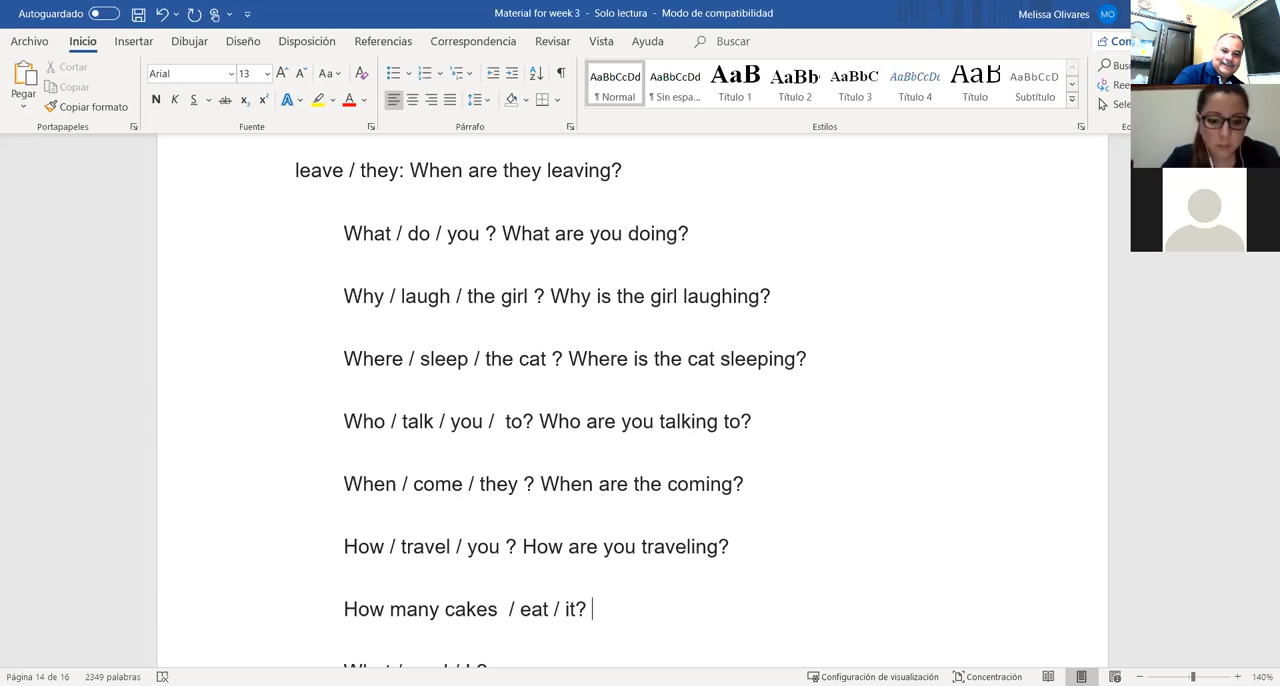 Autoguardado
Material for week 3 - Solo lectura - Modo de compatibilidad
Melissa Olivares MO
Archivo Inicio Insertar Dibujar Diseño Disposición Referencias Correspondencia Revisar Vista Ayuda Buscar
Pegar
Cortar
Copiar
Copiar formato
Portapapeles
Arial 13
Aa
N K S ab x₂ x² A A
Fuente
Párrafo
AaBbCcDd AaBbCcDd AaB AaBb AaBbC AaBbCcDc AaB AaBbCcD
¶ Normal ¶ Sin espa... Título 1 Título 2 Título 3 Título 4 Título Subtítulo
Estilos
leave / they: When are they leaving?
What / do / you ? What are you doing?
Why / laugh / the girl ? Why is the girl laughing?
Where / sleep / the cat ? Where is the cat sleeping?
Who / talk / you / to? Who are you talking to?
When / come / they ? When are the coming?
How / travel / you ? How are you traveling?
How many cakes / eat / it?
Página 14 de 16 2349 palabras Configuración de visualización Concentración 140%